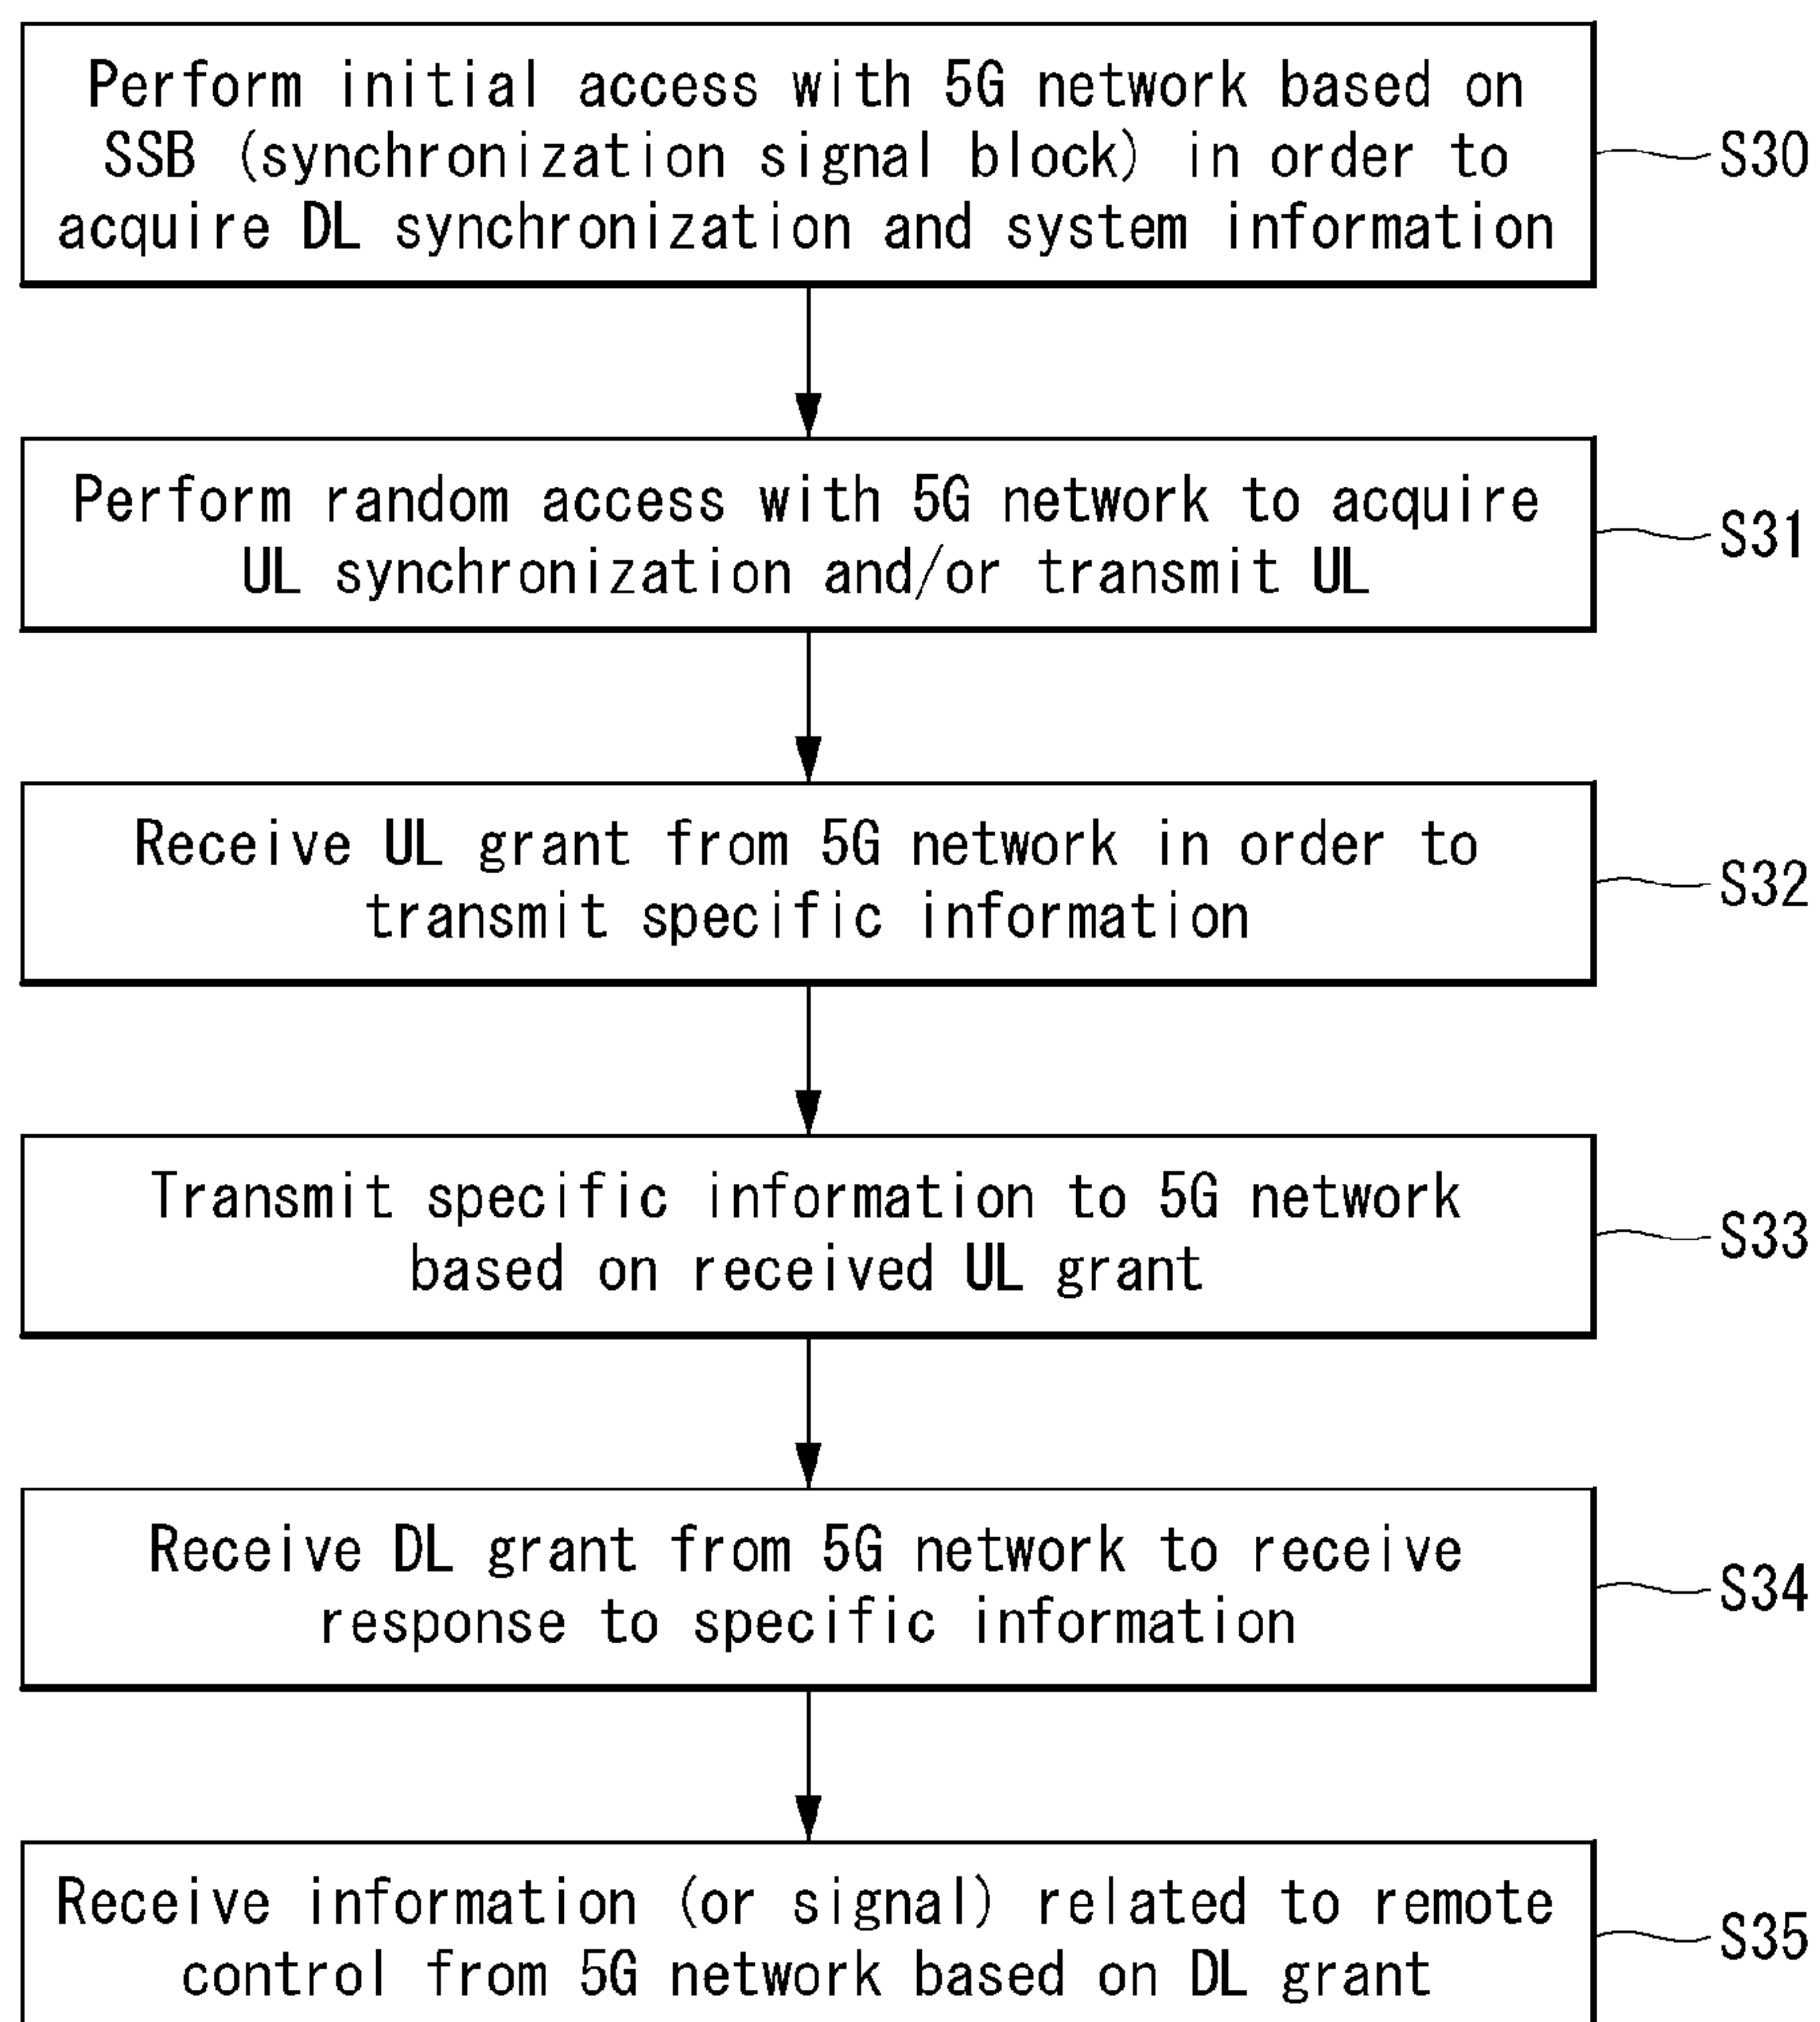 Perform initial access with 5G network based on
SSB (synchronization signal block) in order to
acquire DL synchronization and system information
S30
Perform random access with 5G network to acquire
UL synchronization and/or transmit UL
S31
Receive UL grant from 5G network in order to
transmit specific information
S32
Transmit specific information to 5G network
based on received UL grant
S33
Receive DL grant from 5G network to receive
response to specific information
S34
Receive information (or signal) related to remote
control from 5G network based on DL grant
S35